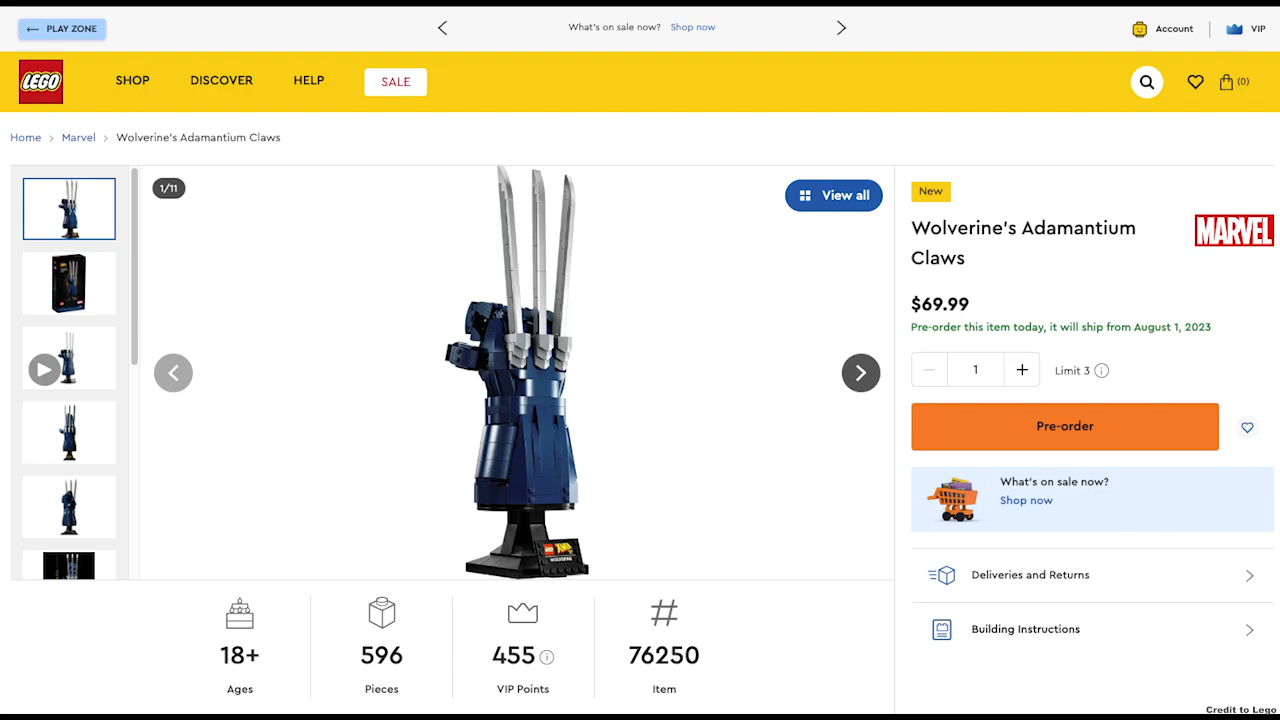 PLAY ZONE
What's on sale now? Shop now
Account
VIP
LEGO
SHOP
DISCOVER
HELP
SALE
(0)
Home
Marvel
Wolverine's Adamantium Claws
1/11
View all
New
Wolverine's Adamantium
Claws
MARVEL
$69.99
Pre-order this item today, it will ship from August 1, 2023
1
Limit 3
Pre-order
What's on sale now?
Shop now
Deliveries and Returns
Building Instructions
LEGO
WOLVERINE
18+
Ages
596
Pieces
455
VIP Points
#
76250
Item
Credit to Lego